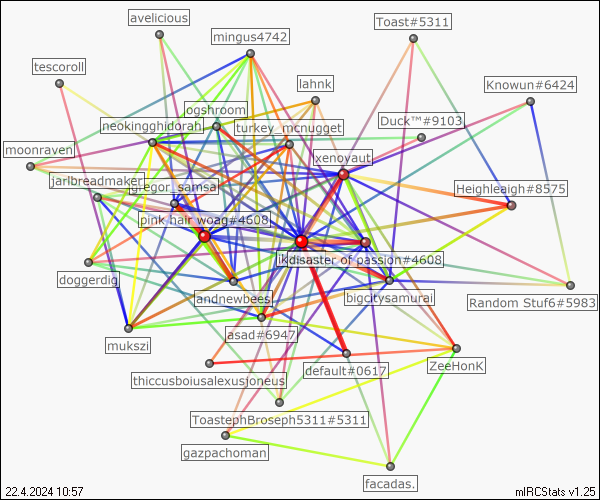 avelicious
Toast#5311
mingus4742
tescoroll
lahnk
Knowun#6424
ogshroom
Duck™#9103
neokingghidorah
turkey_mcnugget
moonraven
xenoyaut
jarlbreadmaker
gregor_samsa
Heighleaigh#8575
pink hair woag#4608
disaster of passion#4608
doggerdig
andnewbees
bigcitysamurai
Random Stuf6#5983
mukszi
asad#6947
ZeeHonK
default#0617
thiccusboiusalexusjoneus
ToastephBroseph5311#5311
gazpachoman
facadas.
22.4.2024 10:57
mIRCStats v1.25